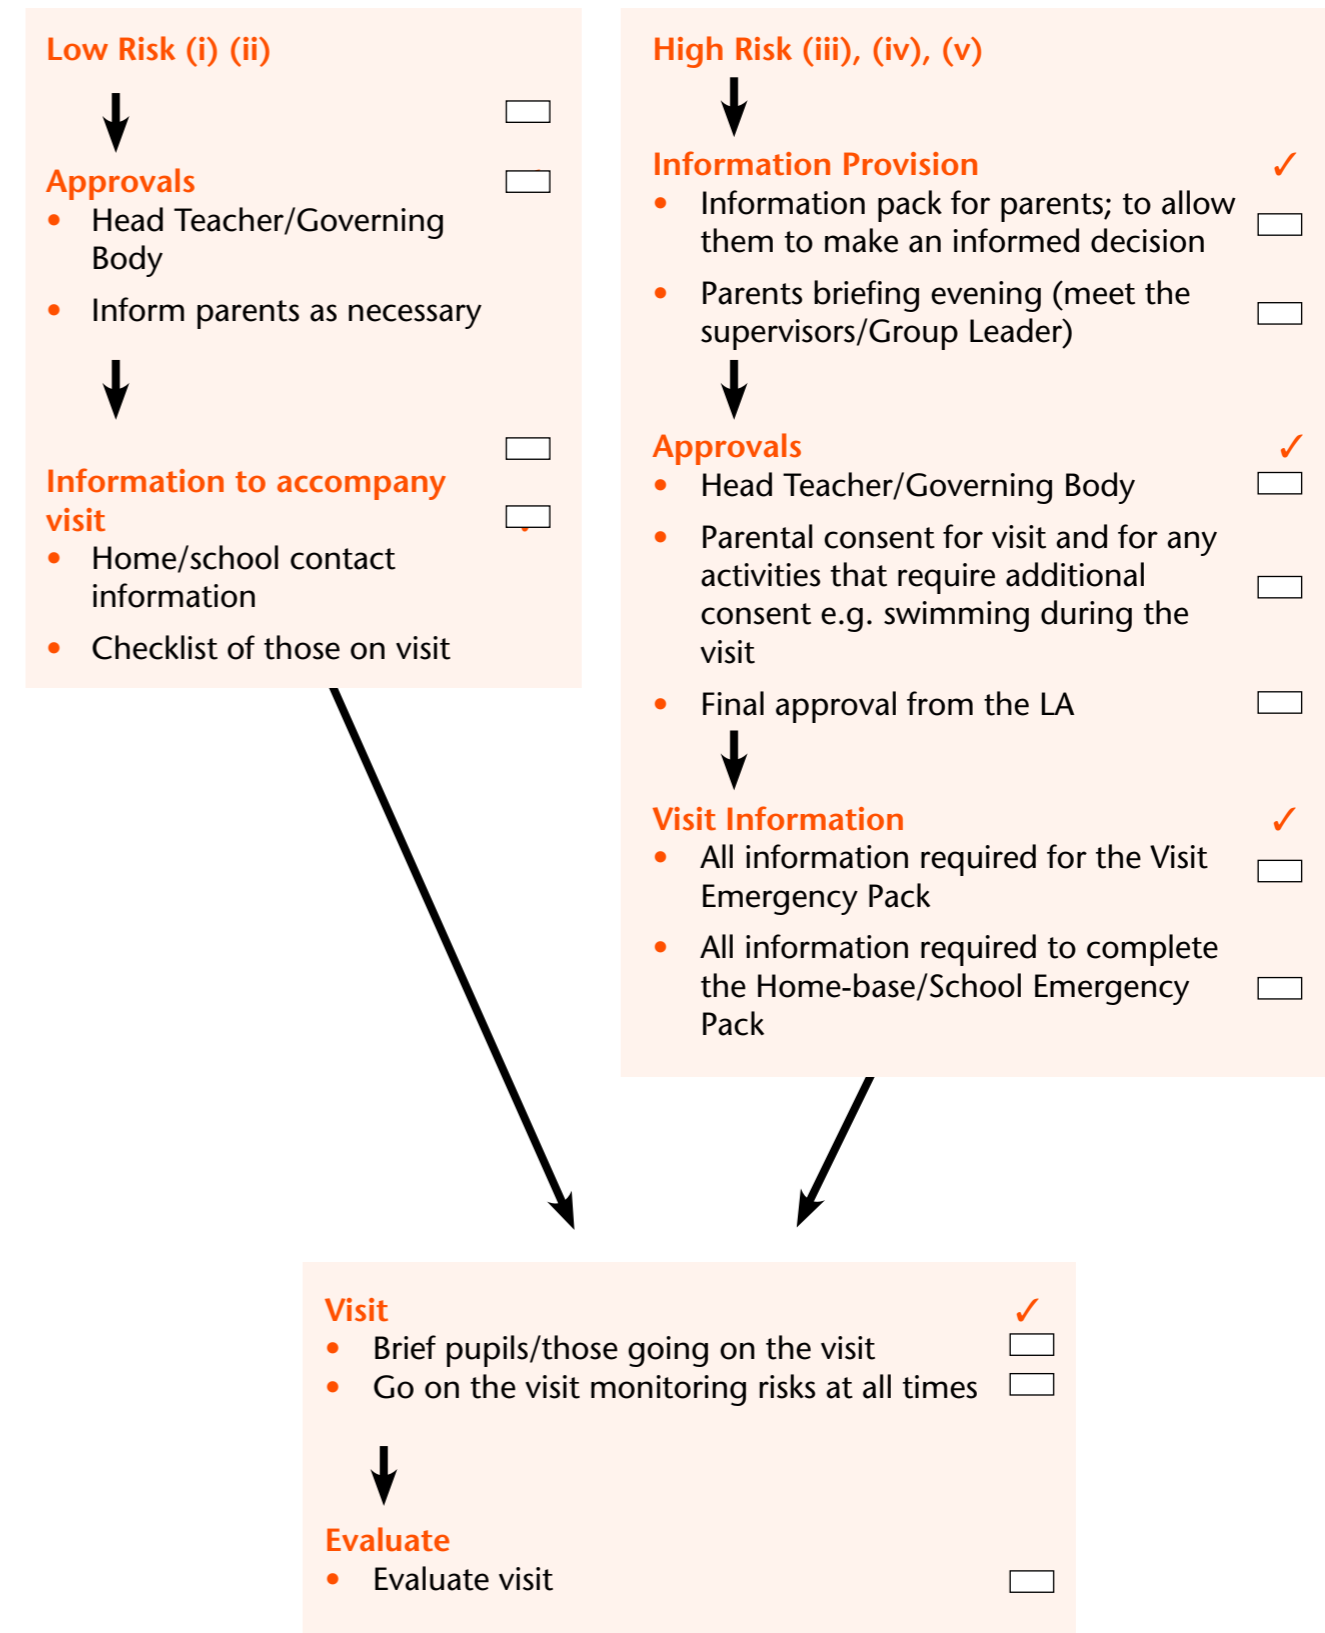 Low Risk (i) (ii)
Approvals
• Head Teacher/Governing
Body
• Inform parents as necessary
Information to accompany
visit
• Home/school contact
information
• Checklist of those on visit
High Risk (iii), (iv), (v)
Information Provision ✓
• Information pack for parents; to allow
them to make an informed decision
• Parents briefing evening (meet the
supervisors/Group Leader)
Approvals ✓
• Head Teacher/Governing Body
• Parental consent for visit and for any
activities that require additional
consent e.g. swimming during the
visit
• Final approval from the LA
Visit Information ✓
• All information required for the Visit
Emergency Pack
• All information required to complete
the Home-base/School Emergency
Pack
Visit ✓
• Brief pupils/those going on the visit
• Go on the visit monitoring risks at all times
Evaluate
• Evaluate visit